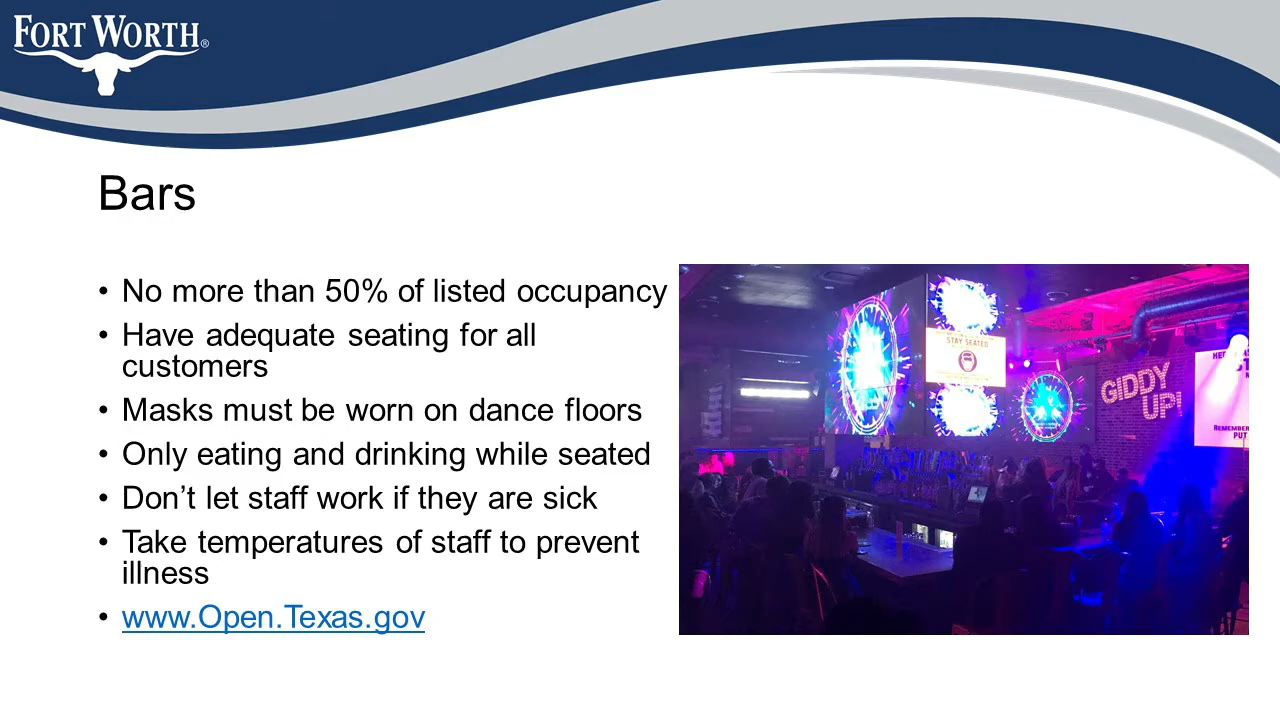 FORT WORTH®
Bars
• No more than 50% of listed occupancy
• Have adequate seating for all
customers
• Masks must be worn on dance floors
• Only eating and drinking while seated
• Don’t let staff work if they are sick
• Take temperatures of staff to prevent
illness
• www.Open.Texas.gov
STAY SEATED
GIDDY
UP!
REMEMBER
PUT